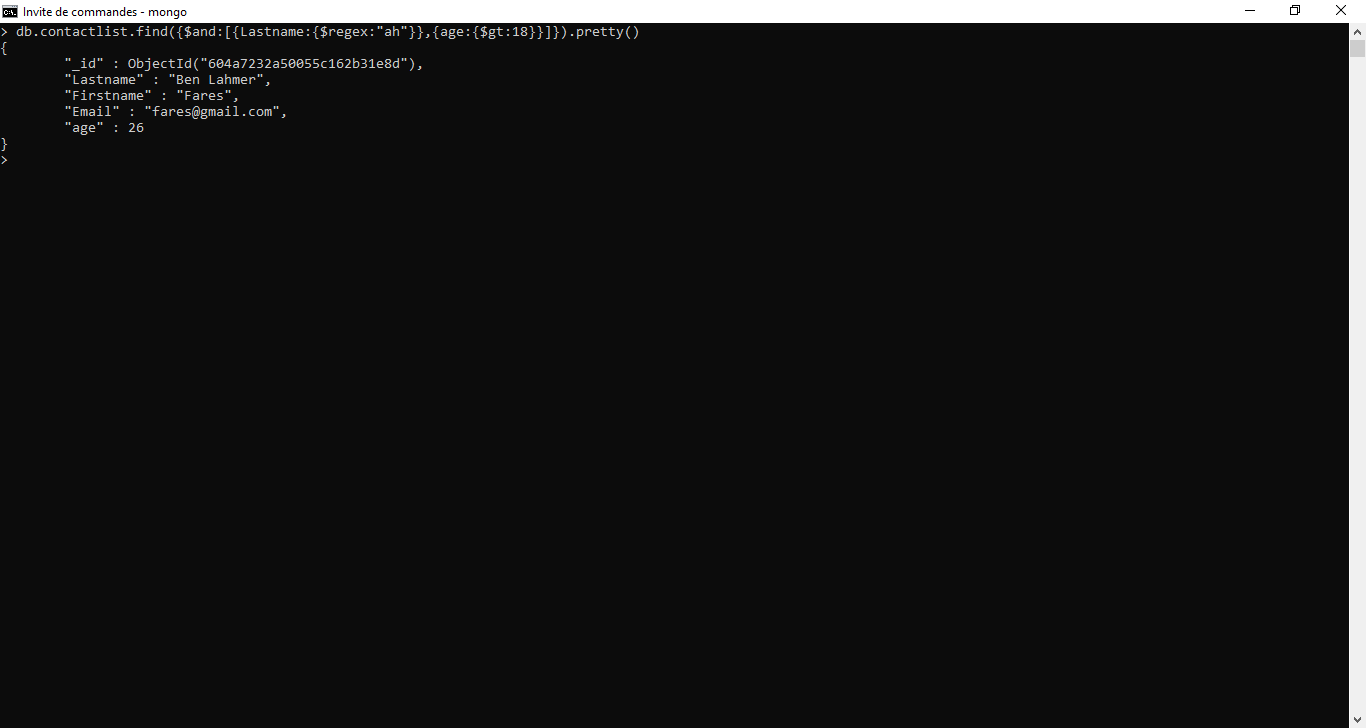 Invite de commandes - mongo
> db.contactlist.find({$and:[{Lastname:{$regex:"ah"}},{age:{$gt:18}}]}).pretty()
{
        "_id" : ObjectId("604a7232a50055c162b31e8d"),
        "Lastname" : "Ben Lahmer",
        "Firstname" : "Fares",
        "Email" : "fares@gmail.com",
        "age" : 26
}
>